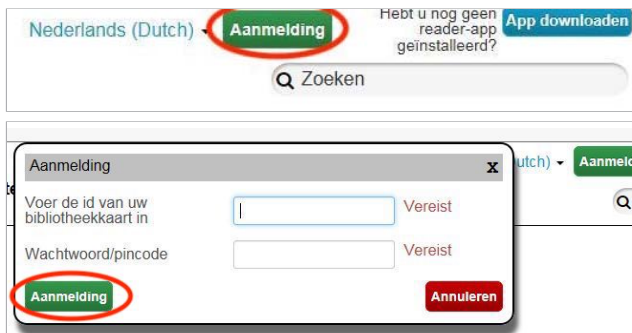 Nederlands (Dutch)
Aanmelding
Hebt u nog geen
reader-app
geïnstalleerd?
App downloaden
Zoeken
Aanmelding
x
Voer de id van uw
bibliotheekkaart in
Vereist
Wachtwoord/pincode
Vereist
Aanmelding
Annuleren
utch)
Aanmeld